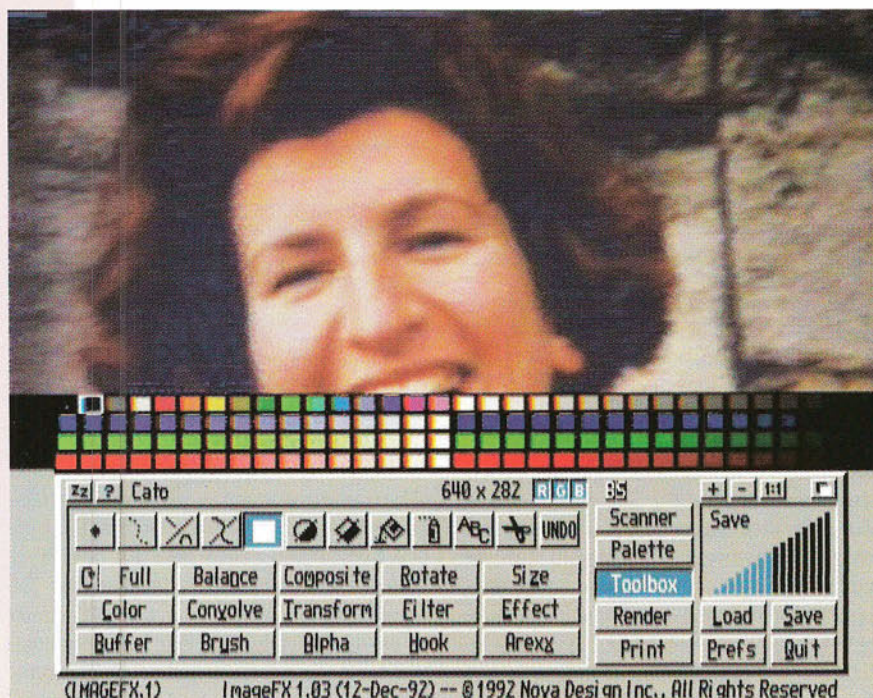 Zz ? Cato 640 x 282 R G B BS + - 1:1
ABC UNDO
Scanner Save
Palette
Full Balance Composite Rotate Size Toolbox
Color Convolve Transform Filter Effect Render Load Save
Buffer Brush Alpha Hook Arexx Print Prefs Quit
(IMAGEFX.1) ImageFX 1.03 (12-Dec-92) -- ©1992 Nova Design Inc., All Rights Reserved